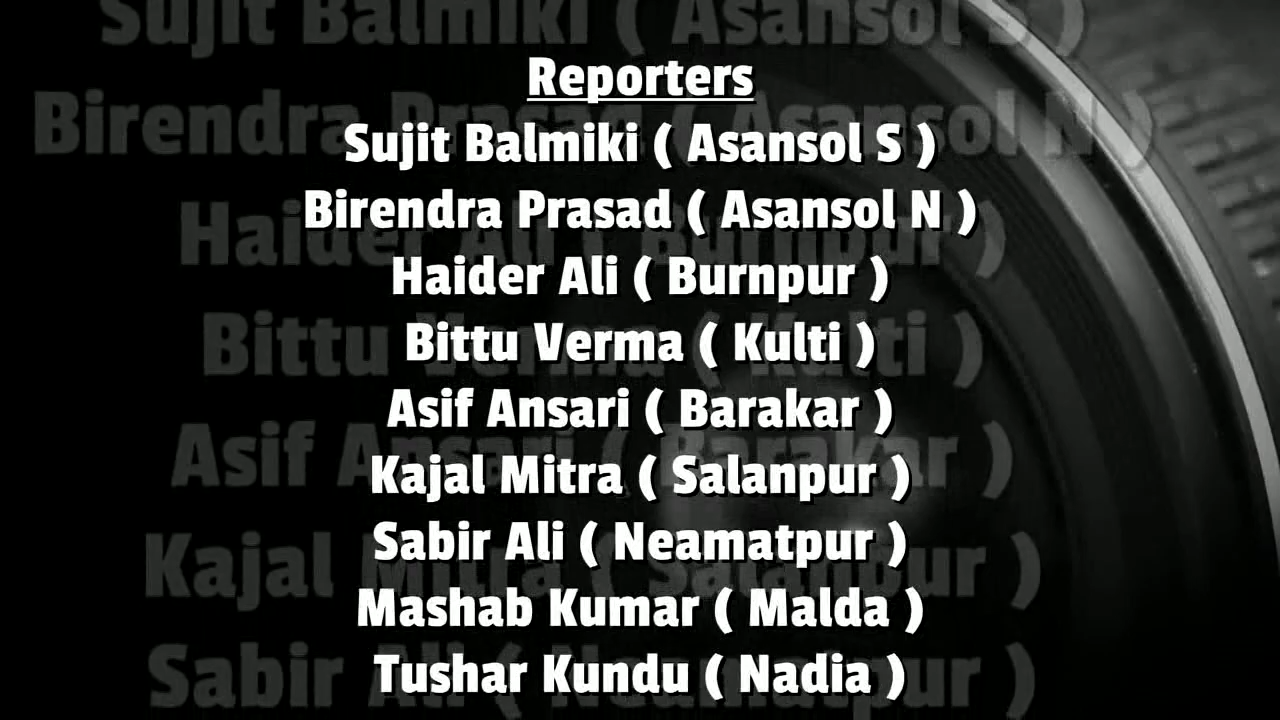 Reporters
Sujit Balmiki ( Asansol S )
Birendra Prasad ( Asansol N )
Haider Ali ( Burnpur )
Bittu Verma ( Kulti )
Asif Ansari ( Barakar )
Kajal Mitra ( Salanpur )
Sabir Ali ( Neamatpur )
Mashab Kumar ( Malda )
Tushar Kundu ( Nadia )